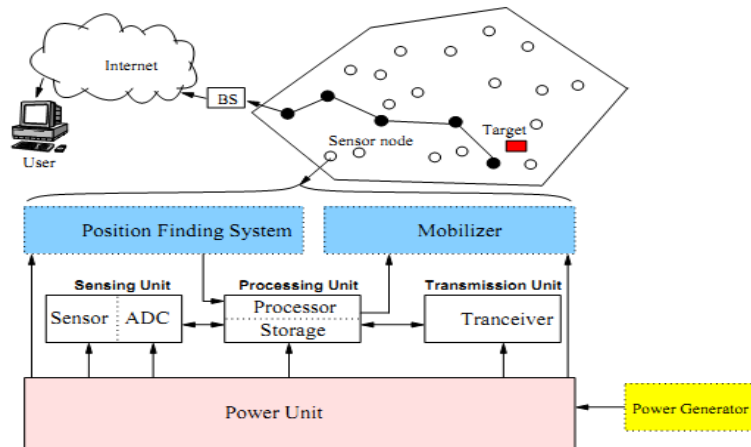 Internet
BS
User
Sensor node
Target
Position Finding System
Mobilizer
Sensing Unit
Processing Unit
Transmission Unit
Sensor
ADC
Processor
Storage
Tranceiver
Power Unit
Power Generator